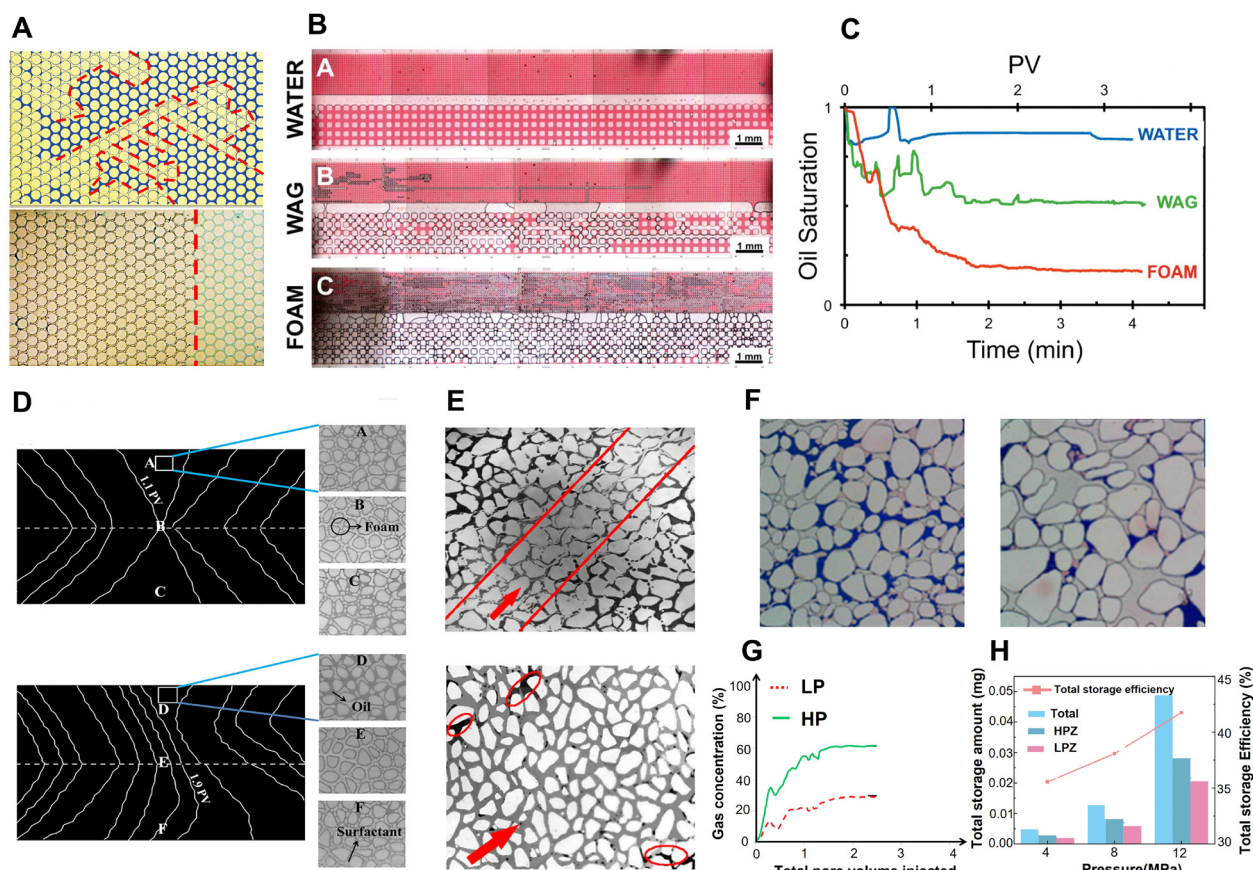 A
B
C
WATER
A
1 mm
WAG
B
1 mm
FOAM
C
1 mm
PV
0
1
2
3
Oil Saturation
1
0
WATER
WAG
FOAM
0
1
2
3
4
Time (min)
D
E
F
A
1.1 PV
B
C
A
B
Foam
C
D
E
1.9 PV
F
D
Oil
E
F
Surfactant
G
Gas concentration (%)
100
80
60
40
20
0
LP
HP
0
1
2
3
4
Total pore volume injected
H
Total storage amount (mg)
0.05
0.04
0.03
0.02
0.01
0.00
Total storage efficiency
Total
HPZ
LPZ
45
40
35
30
Total storage Efficiency (%)
4
8
12
Pressure(MPa)